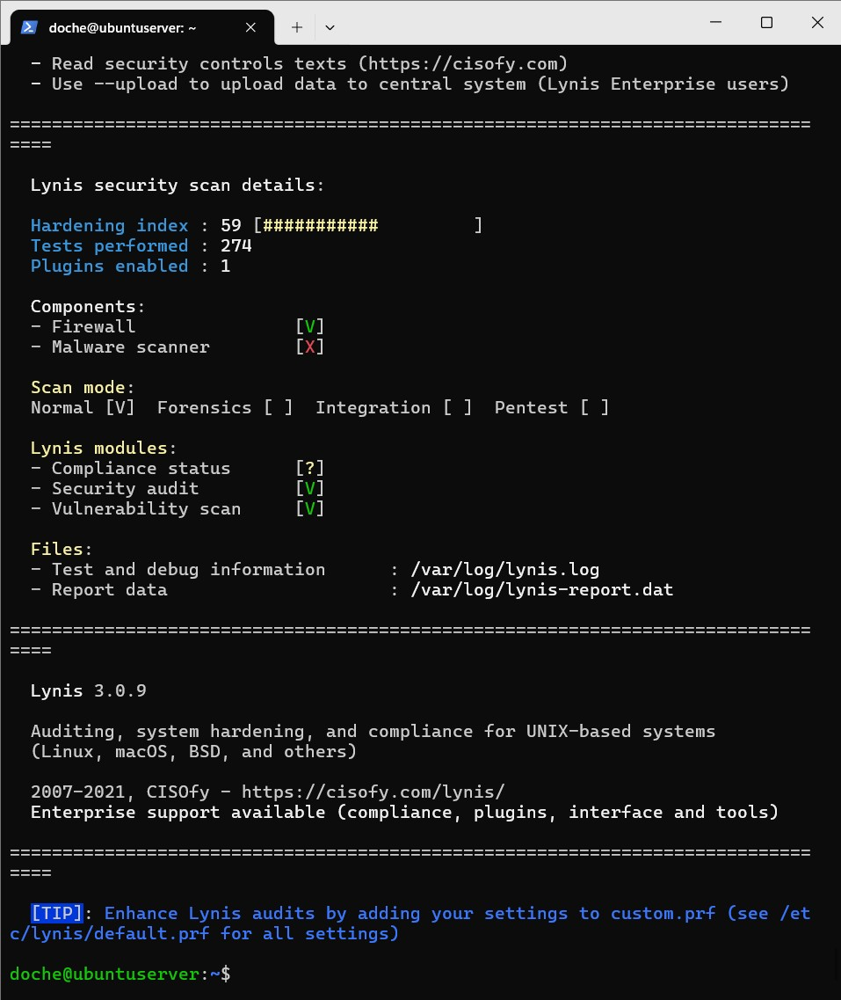 doche@ubuntuserver: ~
- Read security controls texts (https://cisofy.com)
- Use --upload to upload data to central system (Lynis Enterprise users)
============================================================================
====
Lynis security scan details:
Hardening index : 59 [###########         ]
Tests performed : 274
Plugins enabled : 1
Components:
- Firewall               [V]
- Malware scanner        [X]
Scan mode:
Normal [V]  Forensics [ ]  Integration [ ]  Pentest [ ]
Lynis modules:
- Compliance status      [?]
- Security audit         [V]
- Vulnerability scan     [V]
Files:
- Test and debug information      : /var/log/lynis.log
- Report data                     : /var/log/lynis-report.dat
============================================================================
====
Lynis 3.0.9
Auditing, system hardening, and compliance for UNIX-based systems
(Linux, macOS, BSD, and others)
2007-2021, CISOfy - https://cisofy.com/lynis/
Enterprise support available (compliance, plugins, interface and tools)
============================================================================
====
[TIP]: Enhance Lynis audits by adding your settings to custom.prf (see /et
c/lynis/default.prf for all settings)
doche@ubuntuserver:~$